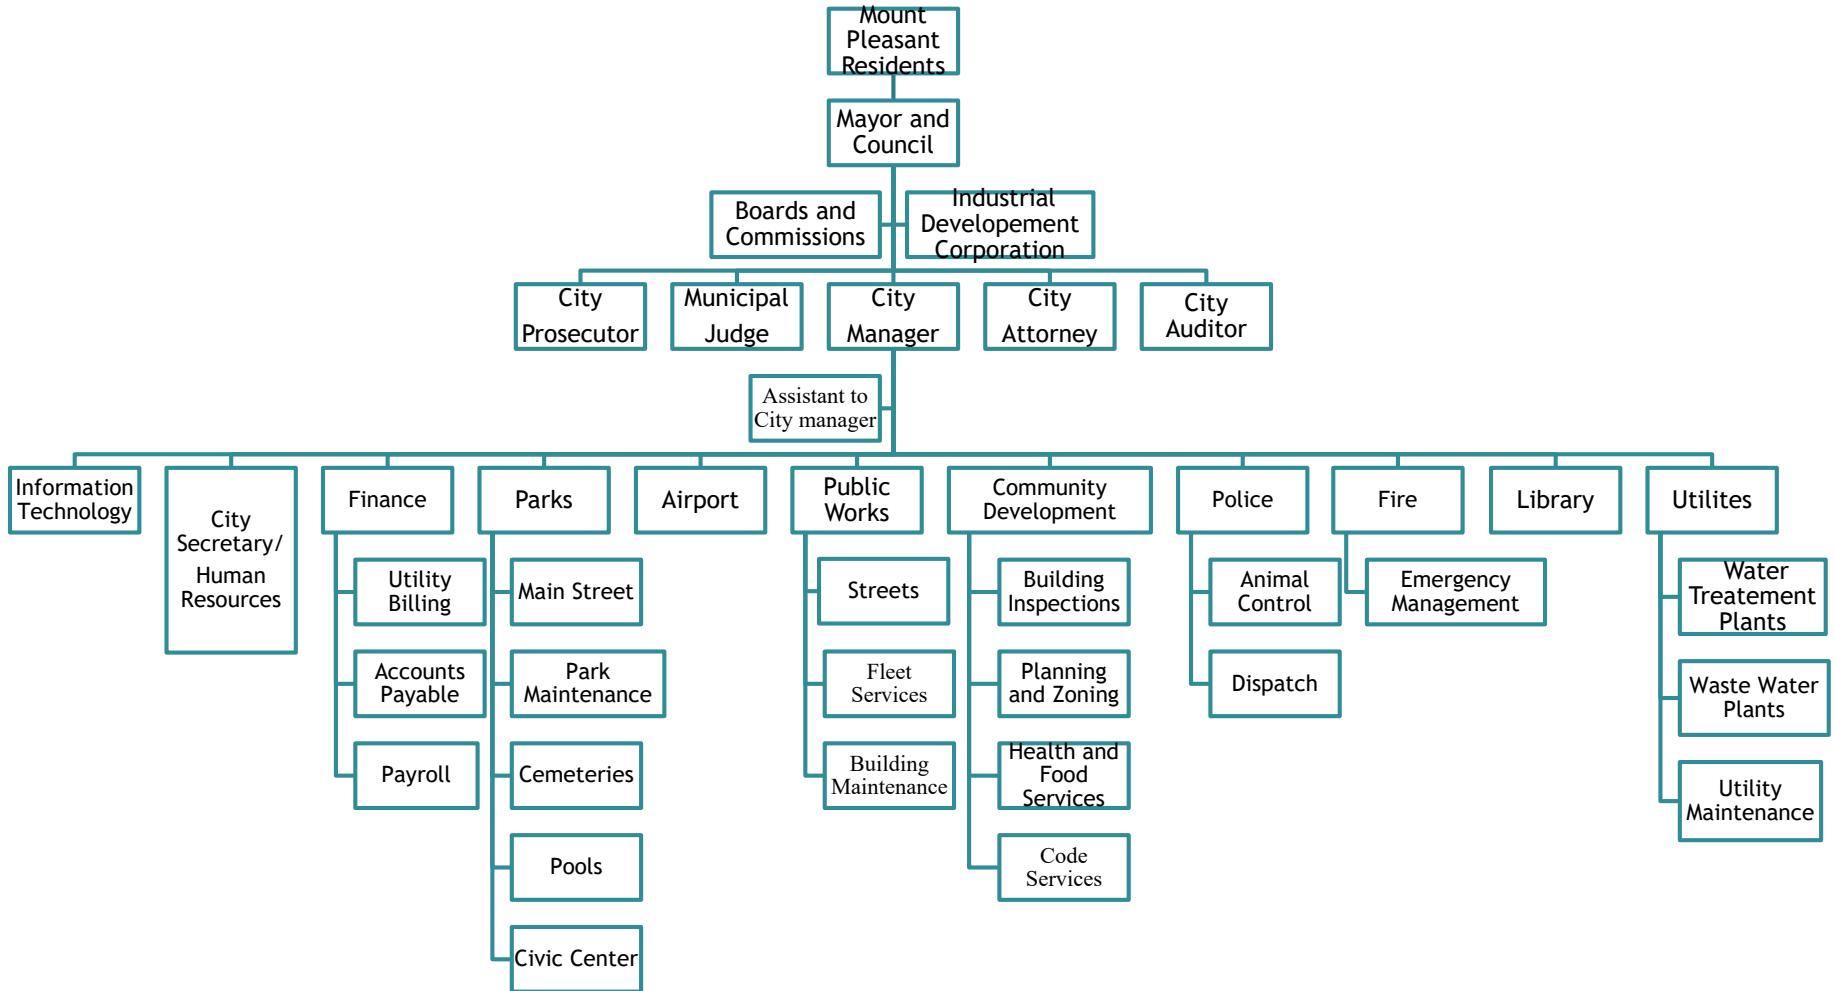 Mount
Pleasant
Residents
Mayor and
Council
Boards and
Commissions
Industrial
Developement
Corporation
City
Prosecutor
Municipal
Judge
City
Manager
City
Attorney
City
Auditor
Assistant to
City manager
Information
Technology
City
Secretary/
Human
Resources
Finance
Parks
Airport
Public
Works
Community
Development
Police
Fire
Library
Utilites
Utility
Billing
Accounts
Payable
Payroll
Main Street
Park
Maintenance
Cemeteries
Pools
Civic Center
Streets
Fleet
Services
Building
Maintenance
Building
Inspections
Planning
and Zoning
Health and
Food
Services
Code
Services
Animal
Control
Dispatch
Emergency
Management
Water
Treatement
Plants
Waste Water
Plants
Utility
Maintenance